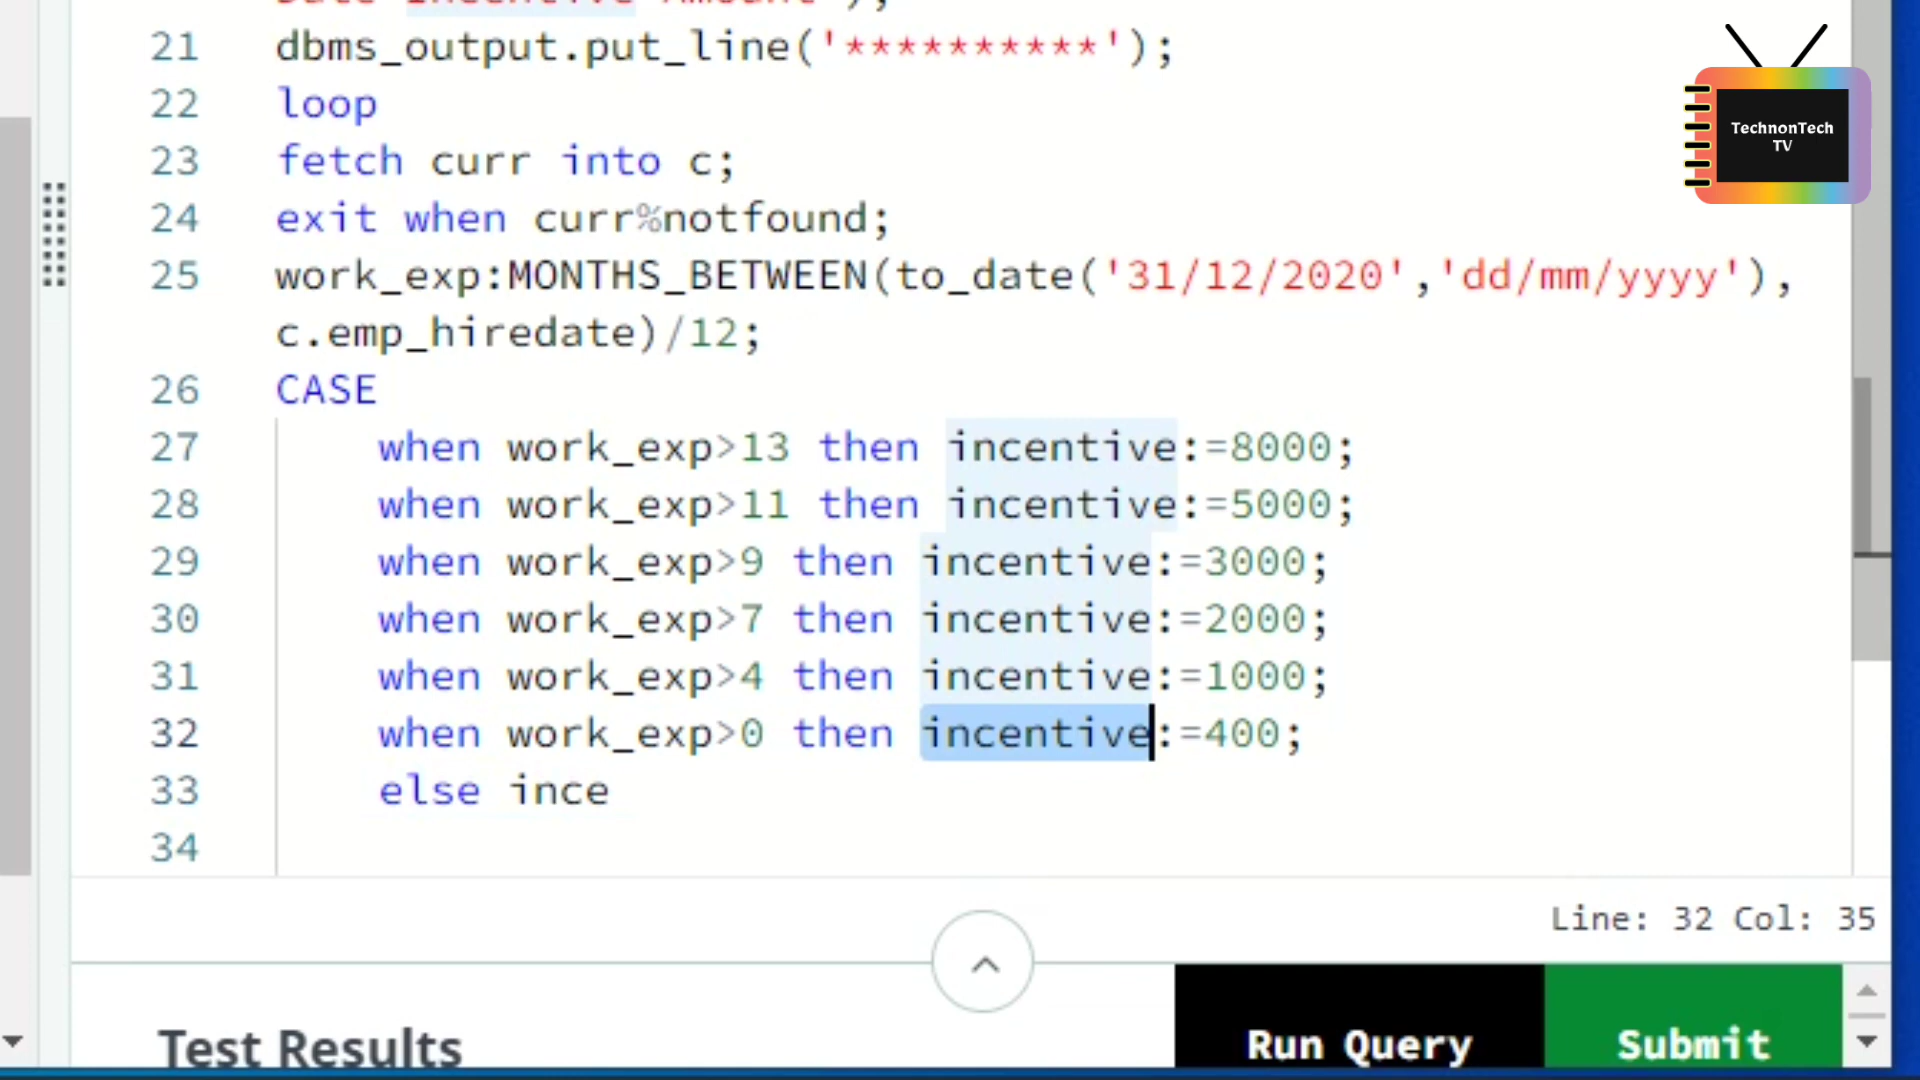 Date Incentive Amount');
21 dbms_output.put_line('**********');
22 loop
23 fetch curr into c;
24 exit when curr%notfound;
25 work_exp:MONTHS_BETWEEN(to_date('31/12/2020','dd/mm/yyyy'),
c.emp_hiredate)/12;
26 CASE
27 when work_exp>13 then incentive:=8000;
28 when work_exp>11 then incentive:=5000;
29 when work_exp>9 then incentive:=3000;
30 when work_exp>7 then incentive:=2000;
31 when work_exp>4 then incentive:=1000;
32 when work_exp>0 then incentive:=400;
33 else ince
34
Line: 32 Col: 35
Test Results
Run Query
Submit
TechnonTech
TV